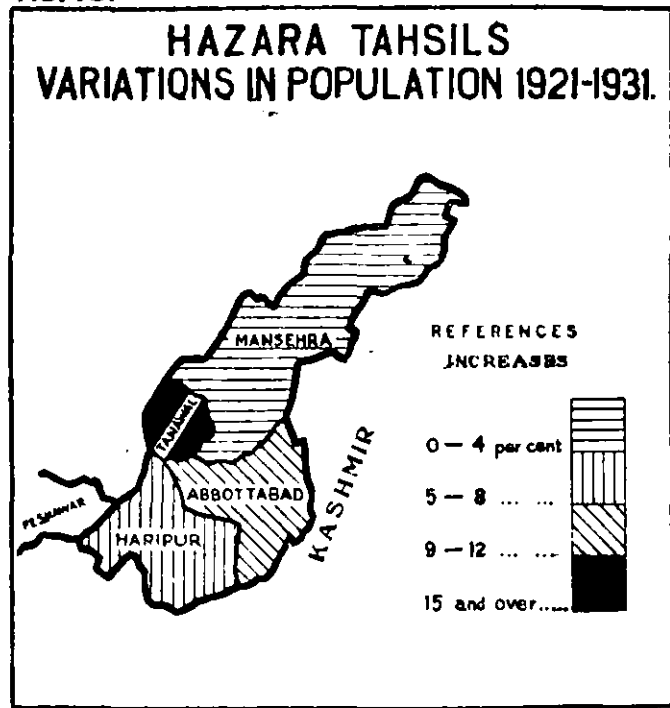 HAZARA TAHSILS
VARIATIONS IN POPULATION 1921-1931.
MANSEHRA
REFERENCES
INCREASES
TANAWAL
0 — 4 per cent
KASHMIR
ABBOTTABAD
5 — 8 ... ...
PESHAWAR
HARIPUR
9 — 12 ... ...
15 and over.....